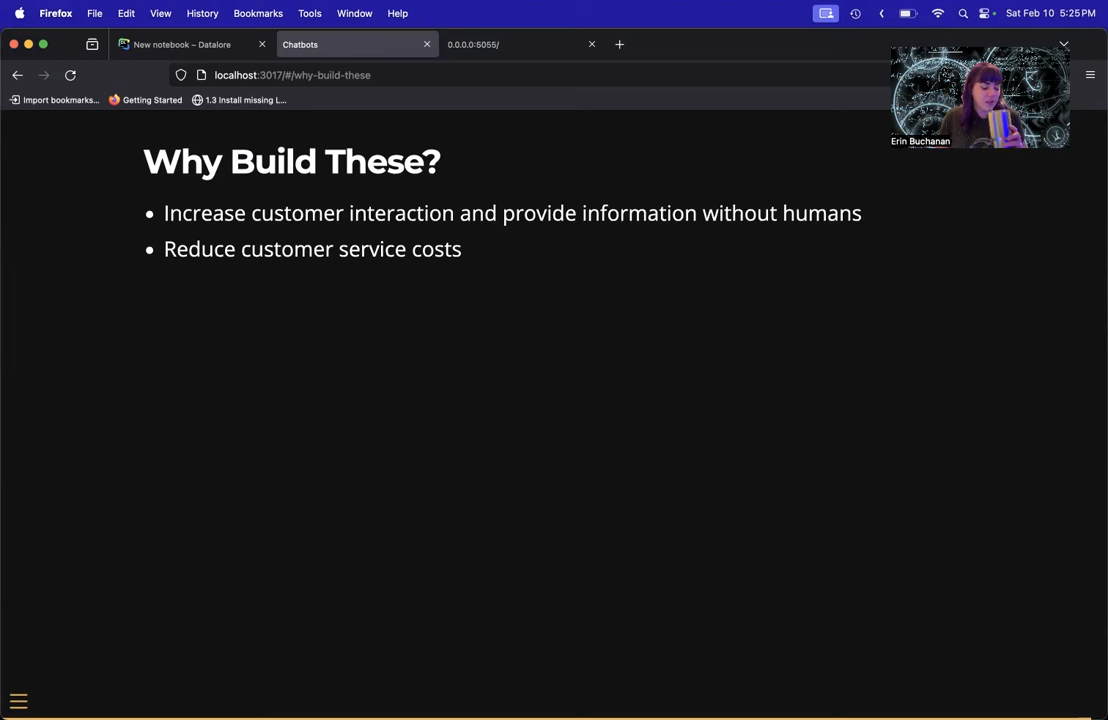 Firefox File Edit View History Bookmarks Tools Window Help Sat Feb 10 5:25 PM
New notebook – Datalore Chatbots 0.0.0.0:5055/
localhost:3017/#/why-build-these
Import bookmarks... Getting Started 1.3 Install missing L...
Erin Buchanan
Why Build These?
• Increase customer interaction and provide information without humans
• Reduce customer service costs